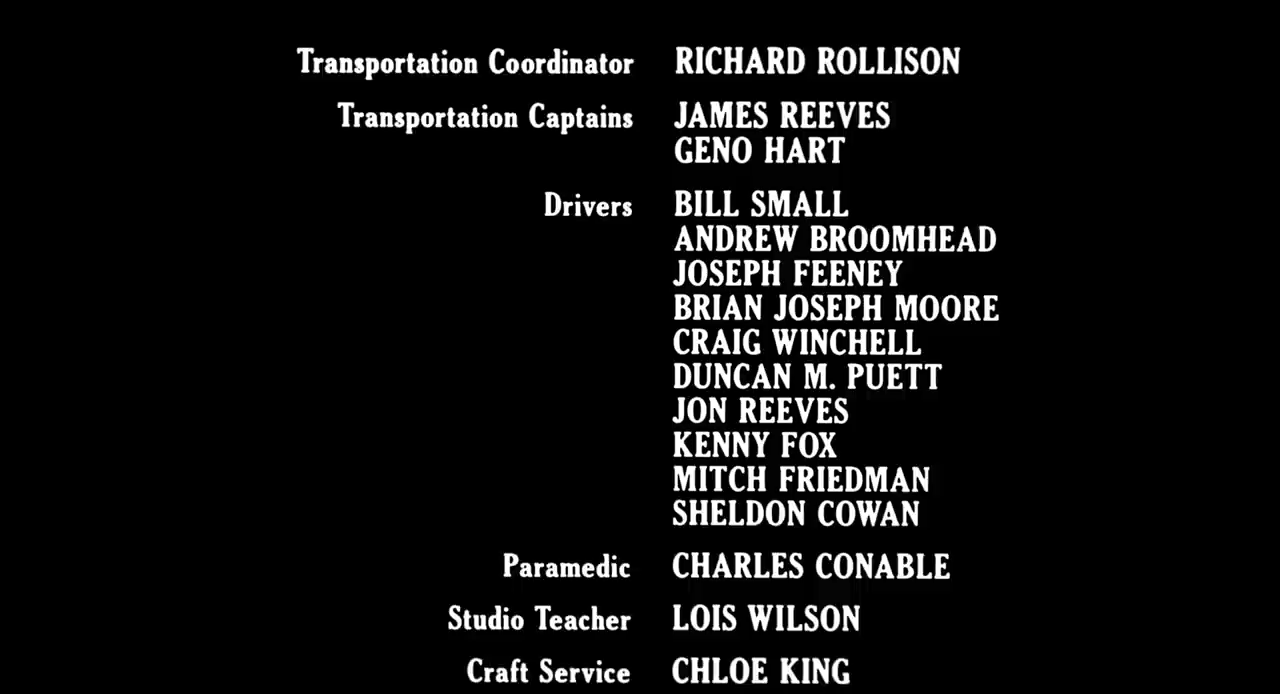 Transportation Coordinator RICHARD ROLLISON
Transportation Captains JAMES REEVES
GENO HART
Drivers BILL SMALL
ANDREW BROOMHEAD
JOSEPH FEENEY
BRIAN JOSEPH MOORE
CRAIG WINCHELL
DUNCAN M. PUETT
JON REEVES
KENNY FOX
MITCH FRIEDMAN
SHELDON COWAN
Paramedic CHARLES CONABLE
Studio Teacher LOIS WILSON
Craft Service CHLOE KING